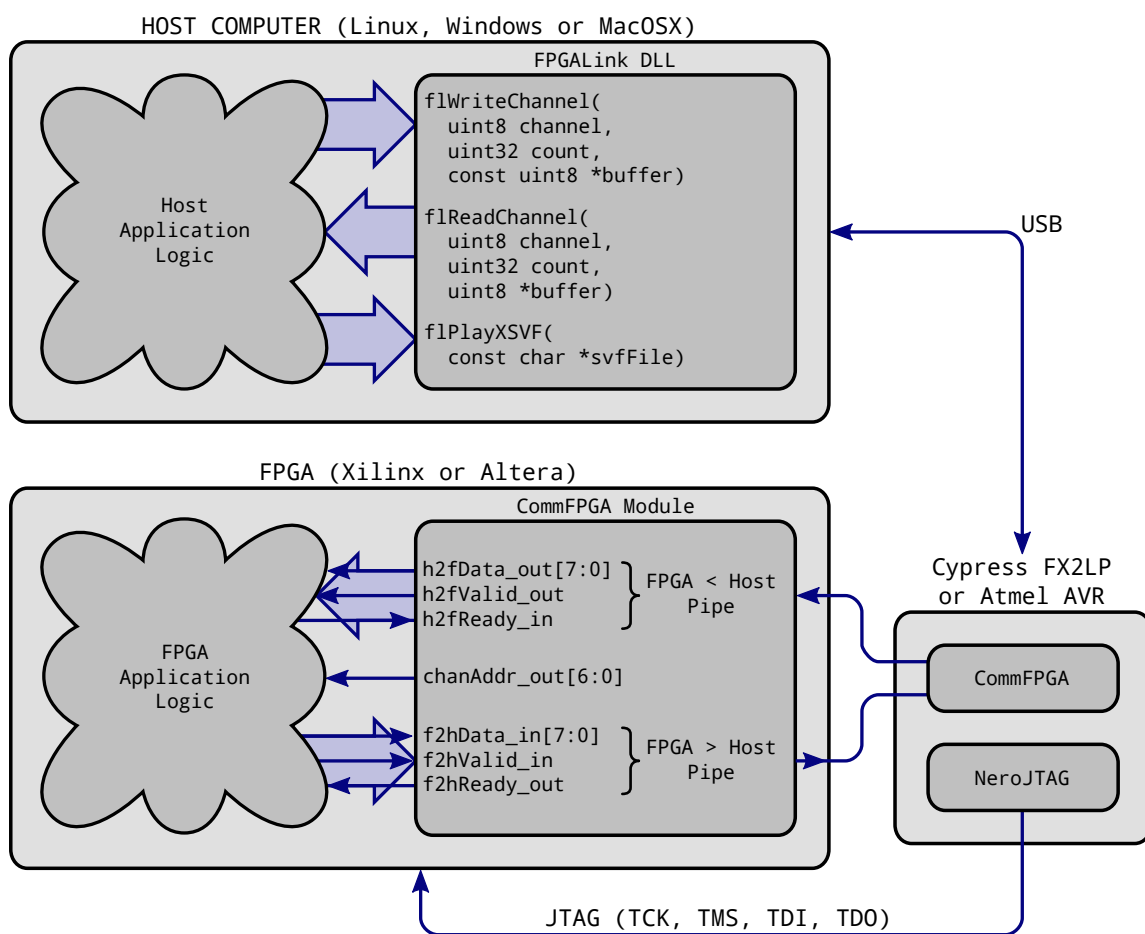 HOST COMPUTER (Linux, Windows or MacOSX)
FPGALink DLL
flWriteChannel(
uint8 channel,
uint32 count,
const uint8 *buffer)
Host
Application
Logic
flReadChannel(
uint8 channel,
uint32 count,
uint8 *buffer)
flPlayXSVF(
const char *svfFile)
USB
FPGA (Xilinx or Altera)
CommFPGA Module
h2fData_out[7:0]
h2fValid_out
h2fReady_in
FPGA < Host
Pipe
FPGA
Application
Logic
chanAddr_out[6:0]
f2hData_in[7:0]
f2hValid_in
f2hReady_out
FPGA > Host
Pipe
Cypress FX2LP
or Atmel AVR
CommFPGA
NeroJTAG
JTAG (TCK, TMS, TDI, TDO)